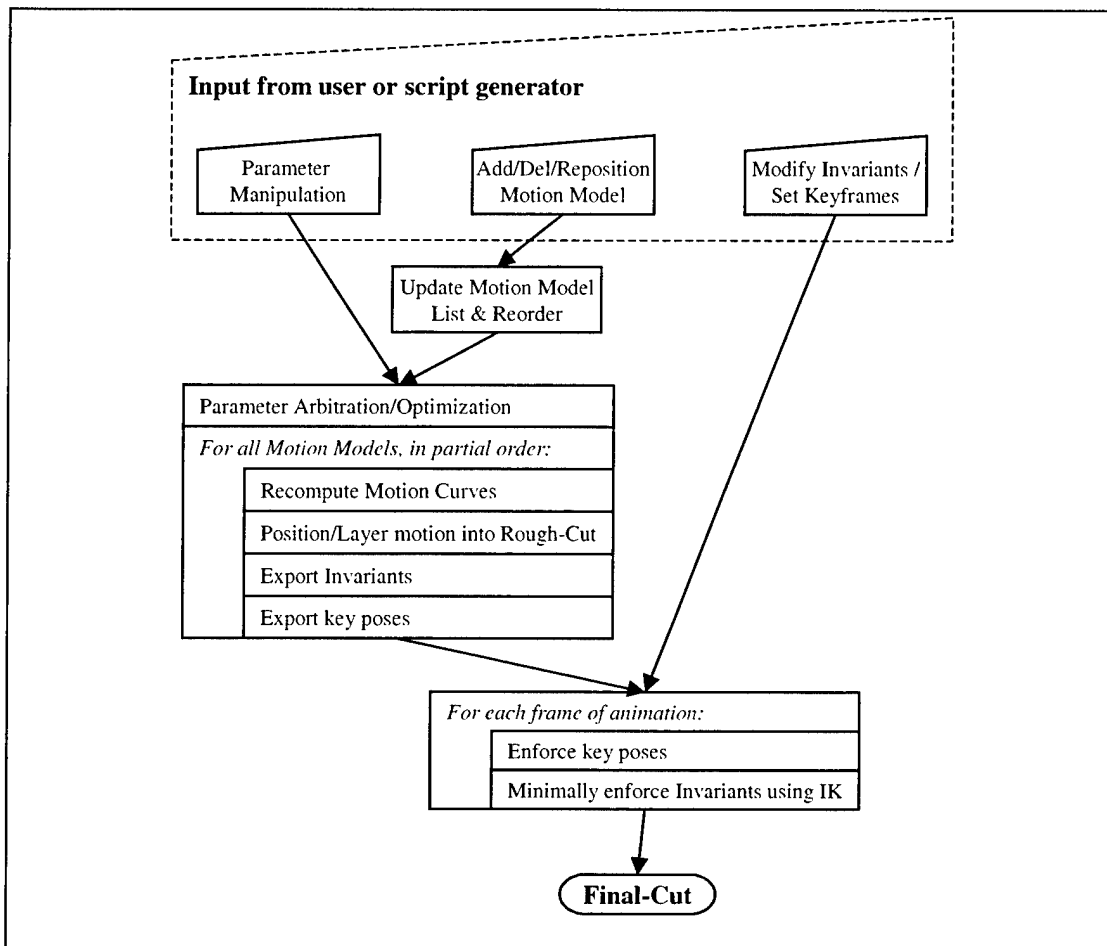 Input from user or script generator
Parameter
Manipulation
Add/Del/Reposition
Motion Model
Modify Invariants /
Set Keyframes
Update Motion Model
List & Reorder
Parameter Arbitration/Optimization
For all Motion Models, in partial order:
Recompute Motion Curves
Position/Layer motion into Rough-Cut
Export Invariants
Export key poses
For each frame of animation:
Enforce key poses
Minimally enforce Invariants using IK
Final-Cut